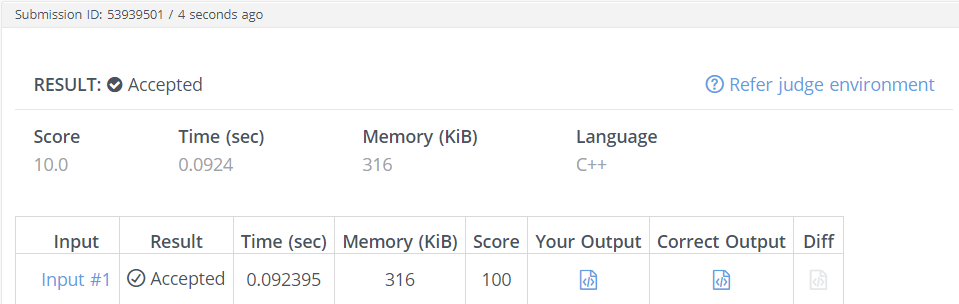 Submission ID: 53939501 / 4 seconds ago
RESULT: Accepted Refer judge environment
Score Time (sec) Memory (KiB) Language
10.0 0.0924 316 C++
Input Result Time (sec) Memory (KiB) Score Your Output Correct Output Diff
Input #1 Accepted 0.092395 316 100